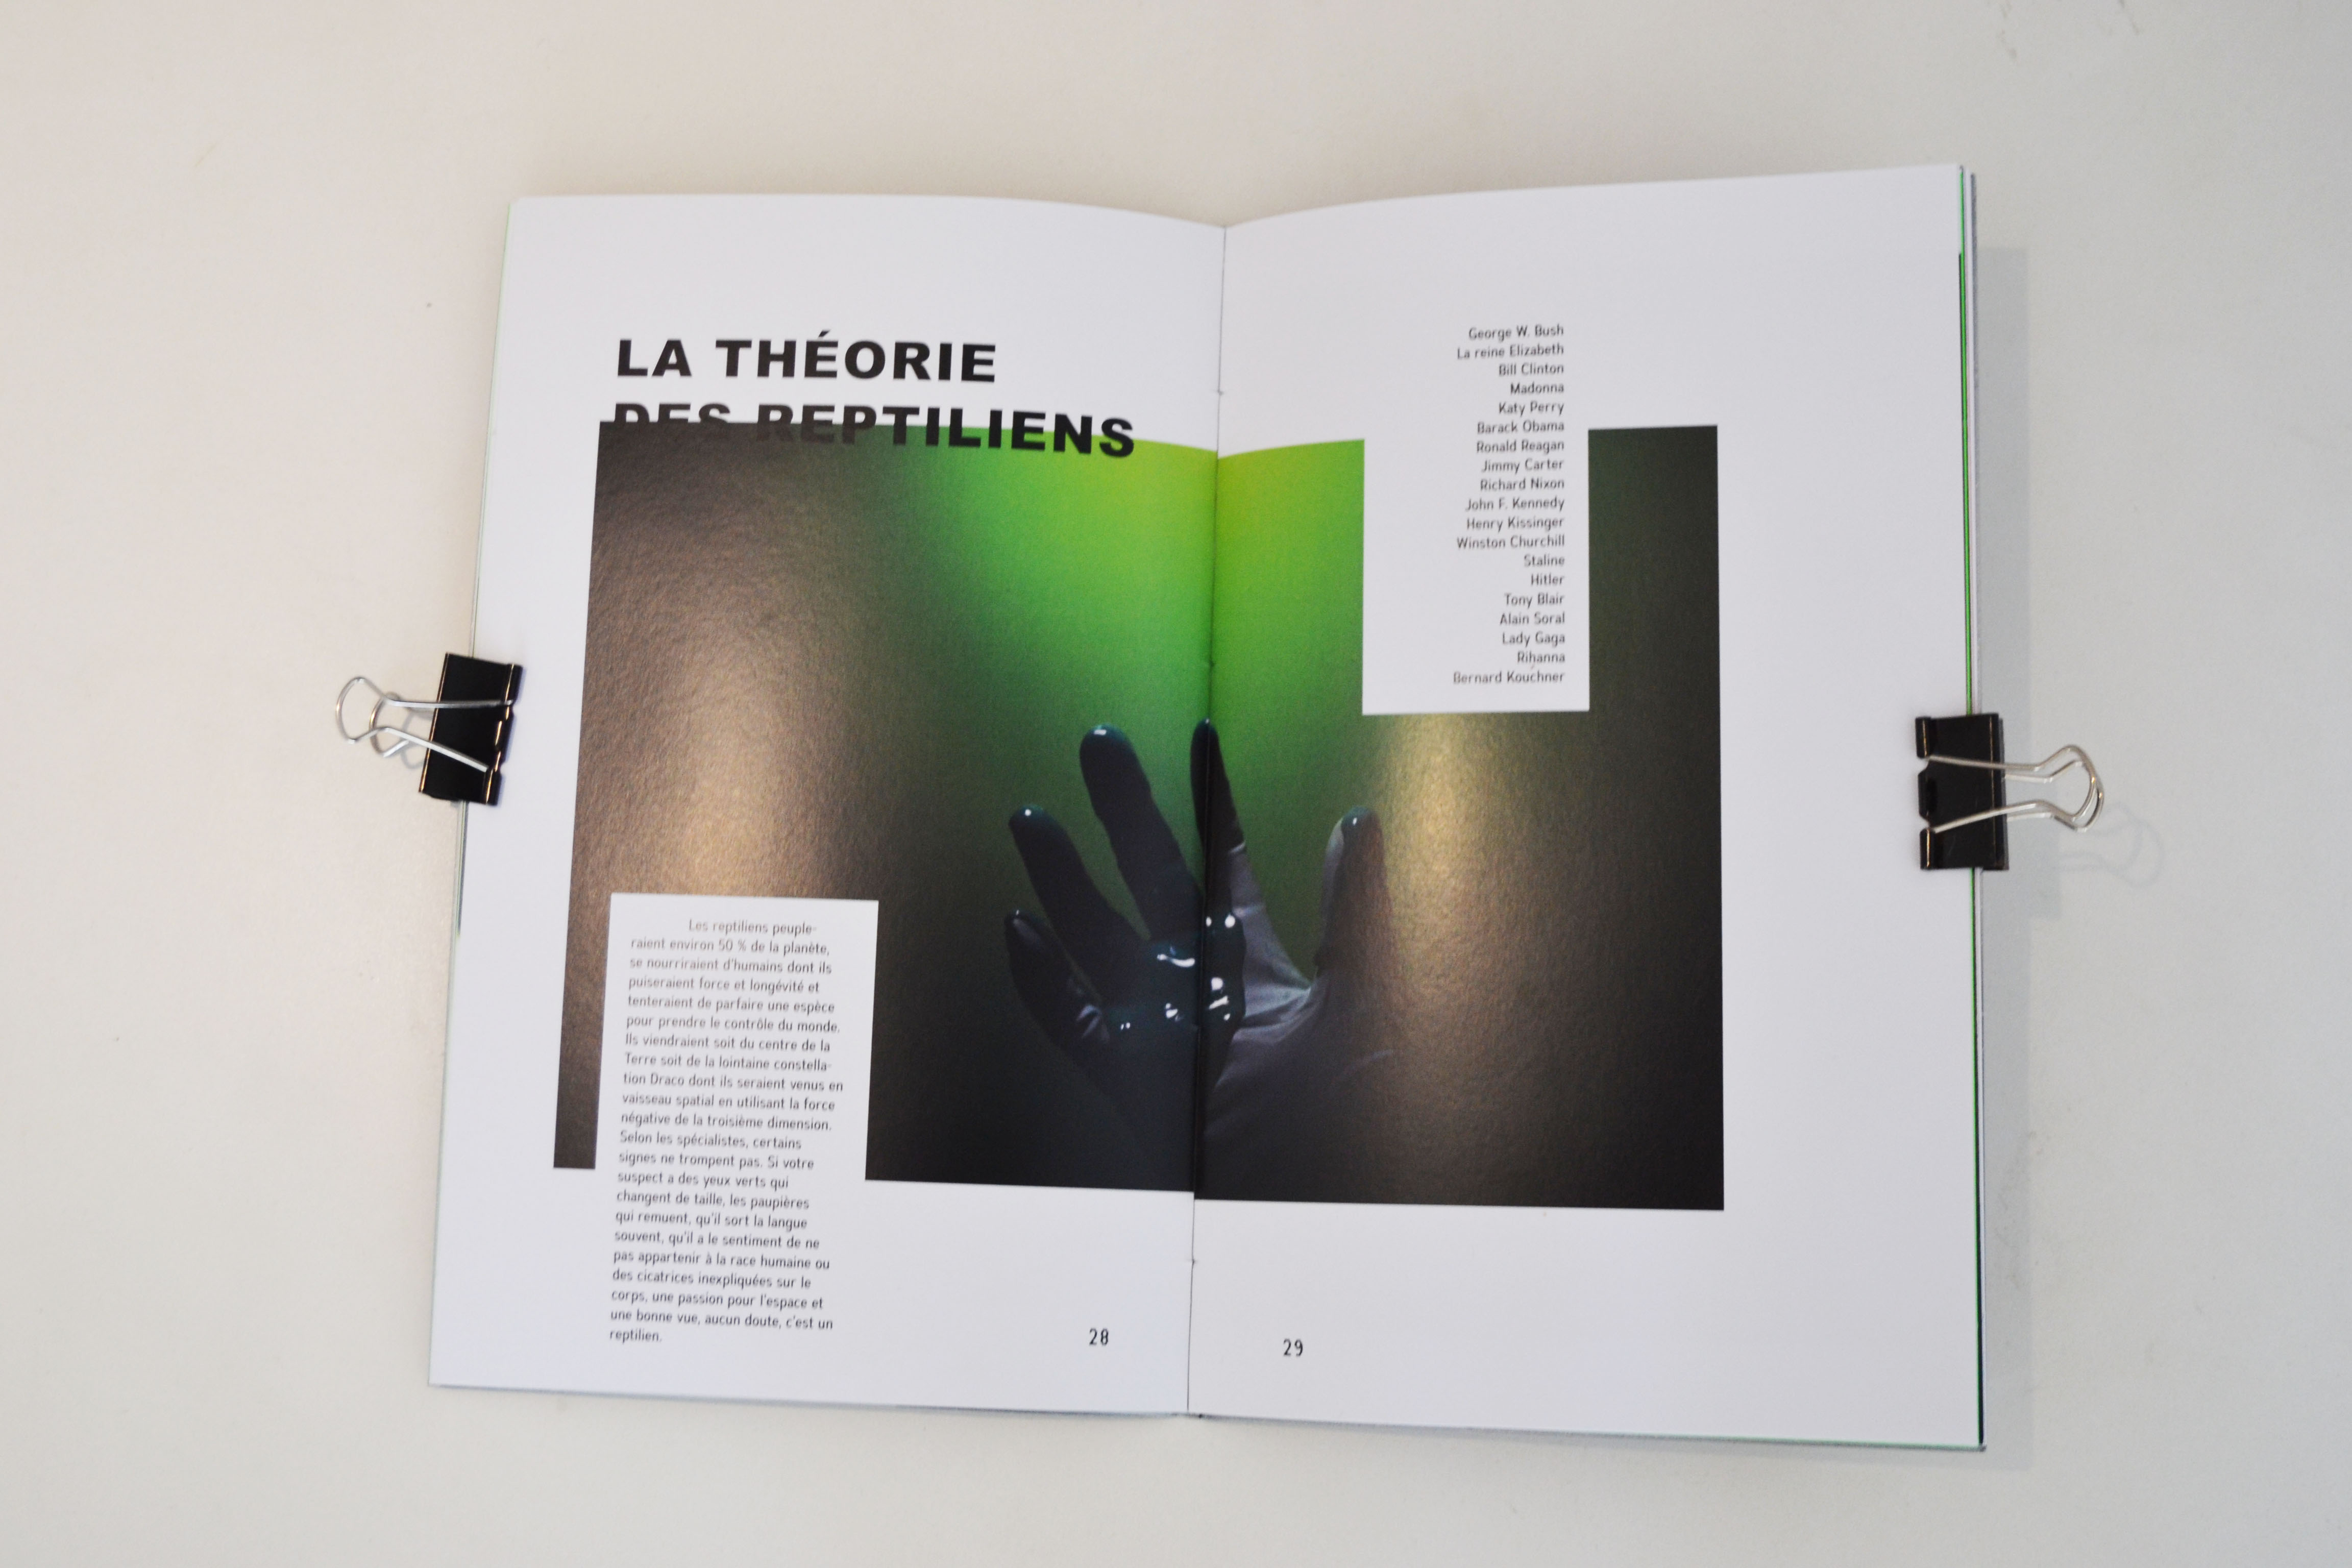 LA THÉORIE
DES REPTILIENS
Les reptiliens peuple-
raient environ 50 % de la planète,
se nourriraient d'humains dont ils
puiseraient force et longévité et
tenteraient de parfaire une espèce
pour prendre le contrôle du monde.
Ils viendraient soit du centre de la
Terre soit de la lointaine constella-
tion Draco dont ils seraient venus en
vaisseau spatial en utilisant la force
négative de la troisième dimension.
Selon les spécialistes, certains
signes ne trompent pas. Si votre
suspect a des yeux verts qui
changent de taille, les paupières
qui remuent, qu'il sort la langue
souvent, qu'il a le sentiment de ne
pas appartenir à la race humaine ou
des cicatrices inexpliquées sur le
corps, une passion pour l'espace et
une bonne vue, aucun doute, c'est un
reptilien.
28
George W. Bush
La reine Elizabeth
Bill Clinton
Madonna
Katy Perry
Barack Obama
Ronald Reagan
Jimmy Carter
Richard Nixon
John F. Kennedy
Henry Kissinger
Winston Churchill
Staline
Hitler
Tony Blair
Alain Soral
Lady Gaga
Rihanna
Bernard Kouchner
29